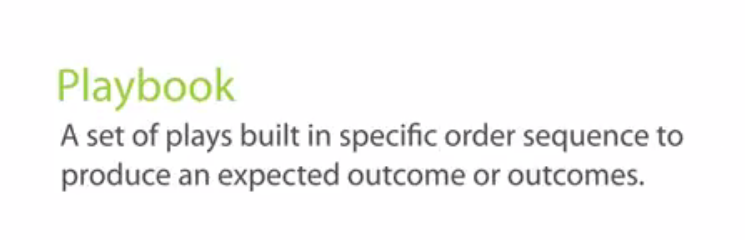 Playbook
A set of plays built in specific order sequence to
produce an expected outcome or outcomes.